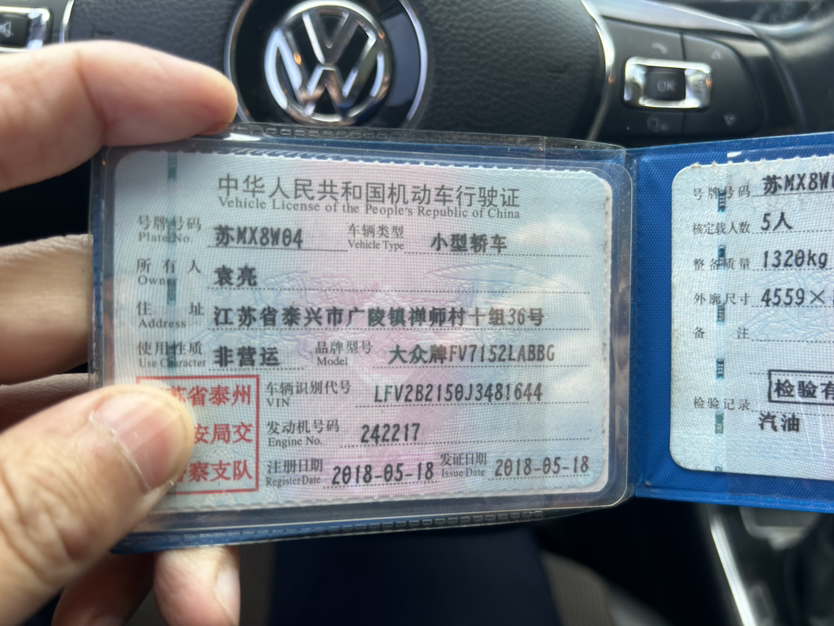 中华人民共和国机动车行驶证
Vehicle License of the People's Republic of China
号牌号码 苏MX8W04 车辆类型 小型轿车
Plate No. Vehicle Type
所有人 袁亮
Owner
住址 江苏省泰兴市广陵镇禅师村十组36号
Address
使用性质 非营运 品牌型号 大众牌FV7152LABBG
Use Character Model
车辆识别代号 LFV2B2150J3481644
VIN
发动机号码 242217
Engine No.
注册日期 2018-05-18 发证日期 2018-05-18
Register Date Issue Date
省泰州
安局交
察支队
号牌号码 苏MX8W
核定载人数 5人
整备质量 1320kg
外廓尺寸 4559×
备注
检验有
检验记录
汽油
OK